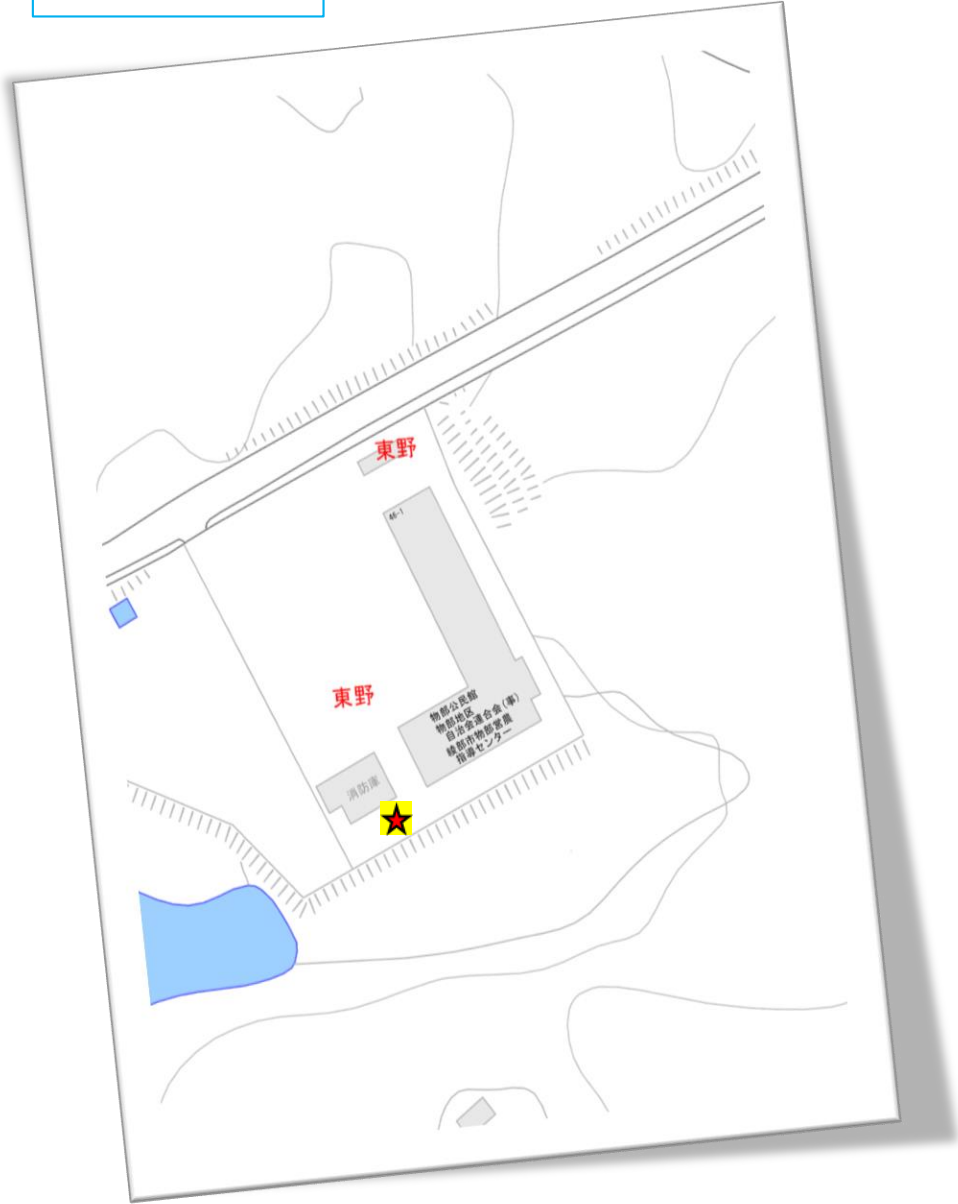 東野
46-1
東野
物部公民館
物部地区
自治会連合会(事)
綾部市物部営農
指導センター
消防庫